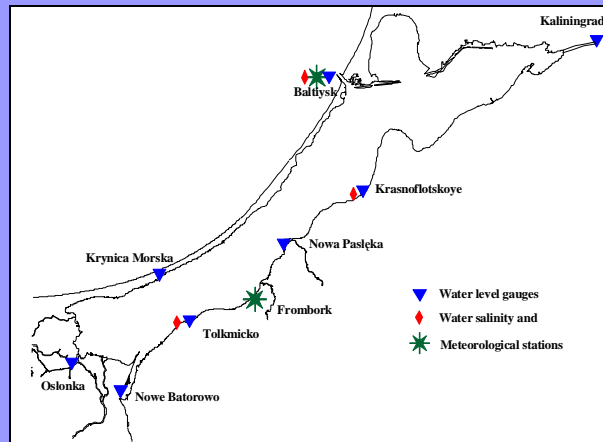 Kaliningrad
Baltiysk
Krasnoflotskoye
Nowa Pasłęka
Krynica Morska
Frombork
Tolkmicko
Osłonka
Nowe Batorowo
Water level gauges
Water salinity and
Meteorological stations